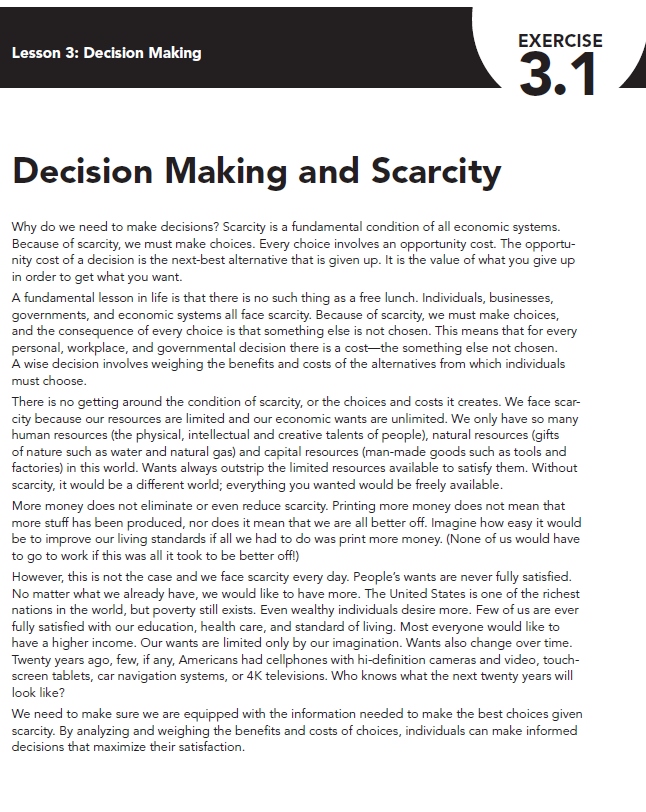 Lesson 3: Decision Making
EXERCISE
3.1
Decision Making and Scarcity
Why do we need to make decisions? Scarcity is a fundamental condition of all economic systems.
Because of scarcity, we must make choices. Every choice involves an opportunity cost. The opportu-
nity cost of a decision is the next-best alternative that is given up. It is the value of what you give up
in order to get what you want.
A fundamental lesson in life is that there is no such thing as a free lunch. Individuals, businesses,
governments, and economic systems all face scarcity. Because of scarcity, we must make choices,
and the consequence of every choice is that something else is not chosen. This means that for every
personal, workplace, and governmental decision there is a cost—the something else not chosen.
A wise decision involves weighing the benefits and costs of the alternatives from which individuals
must choose.
There is no getting around the condition of scarcity, or the choices and costs it creates. We face scar-
city because our resources are limited and our economic wants are unlimited. We only have so many
human resources (the physical, intellectual and creative talents of people), natural resources (gifts
of nature such as water and natural gas) and capital resources (man-made goods such as tools and
factories) in this world. Wants always outstrip the limited resources available to satisfy them. Without
scarcity, it would be a different world; everything you wanted would be freely available.
More money does not eliminate or even reduce scarcity. Printing more money does not mean that
more stuff has been produced, nor does it mean that we are all better off. Imagine how easy it would
be to improve our living standards if all we had to do was print more money. (None of us would have
to go to work if this was all it took to be better off!)
However, this is not the case and we face scarcity every day. People's wants are never fully satisfied.
No matter what we already have, we would like to have more. The United States is one of the richest
nations in the world, but poverty still exists. Even wealthy individuals desire more. Few of us are ever
fully satisfied with our education, health care, and standard of living. Most everyone would like to
have a higher income. Our wants are limited only by our imagination. Wants also change over time.
Twenty years ago, few, if any, Americans had cellphones with hi-definition cameras and video, touch-
screen tablets, car navigation systems, or 4K televisions. Who knows what the next twenty years will
look like?
We need to make sure we are equipped with the information needed to make the best choices given
scarcity. By analyzing and weighing the benefits and costs of choices, individuals can make informed
decisions that maximize their satisfaction.